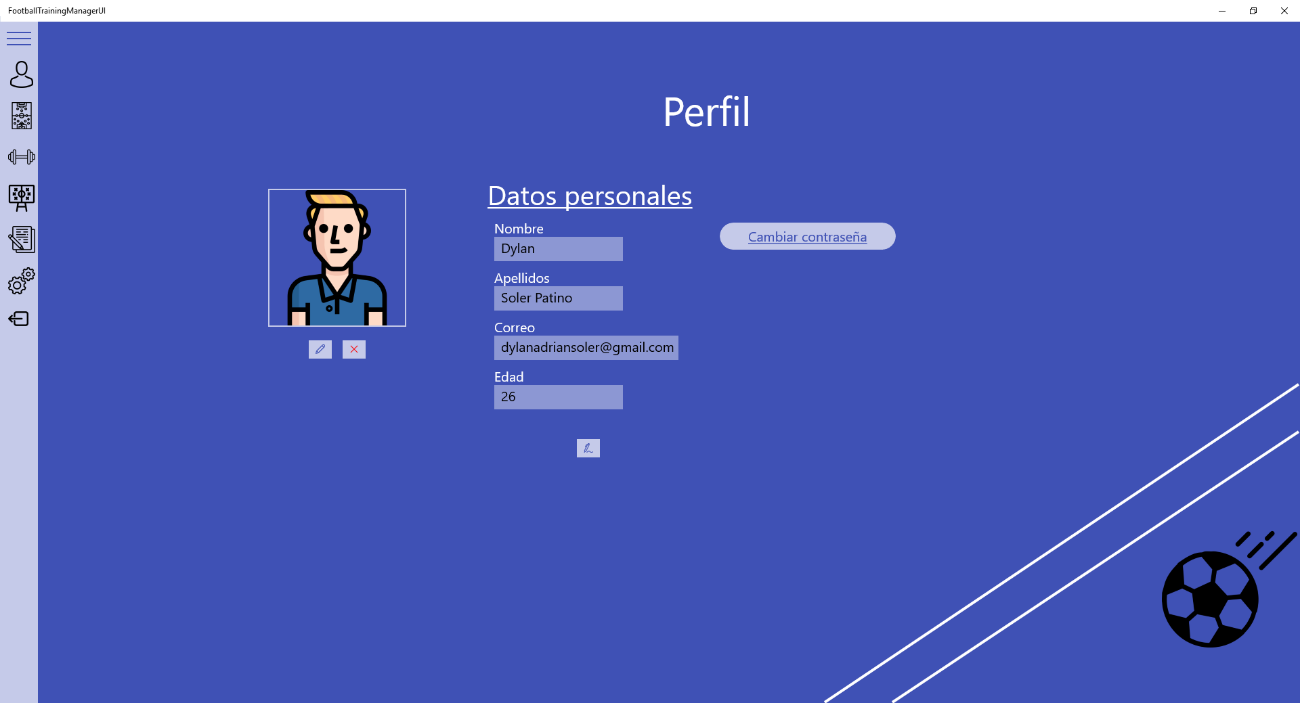 FootballTrainingManagerUI
Perfil
Datos personales
Nombre
Dylan
Cambiar contraseña
Apellidos
Soler Patino
Correo
dylanadriansoler@gmail.com
Edad
26